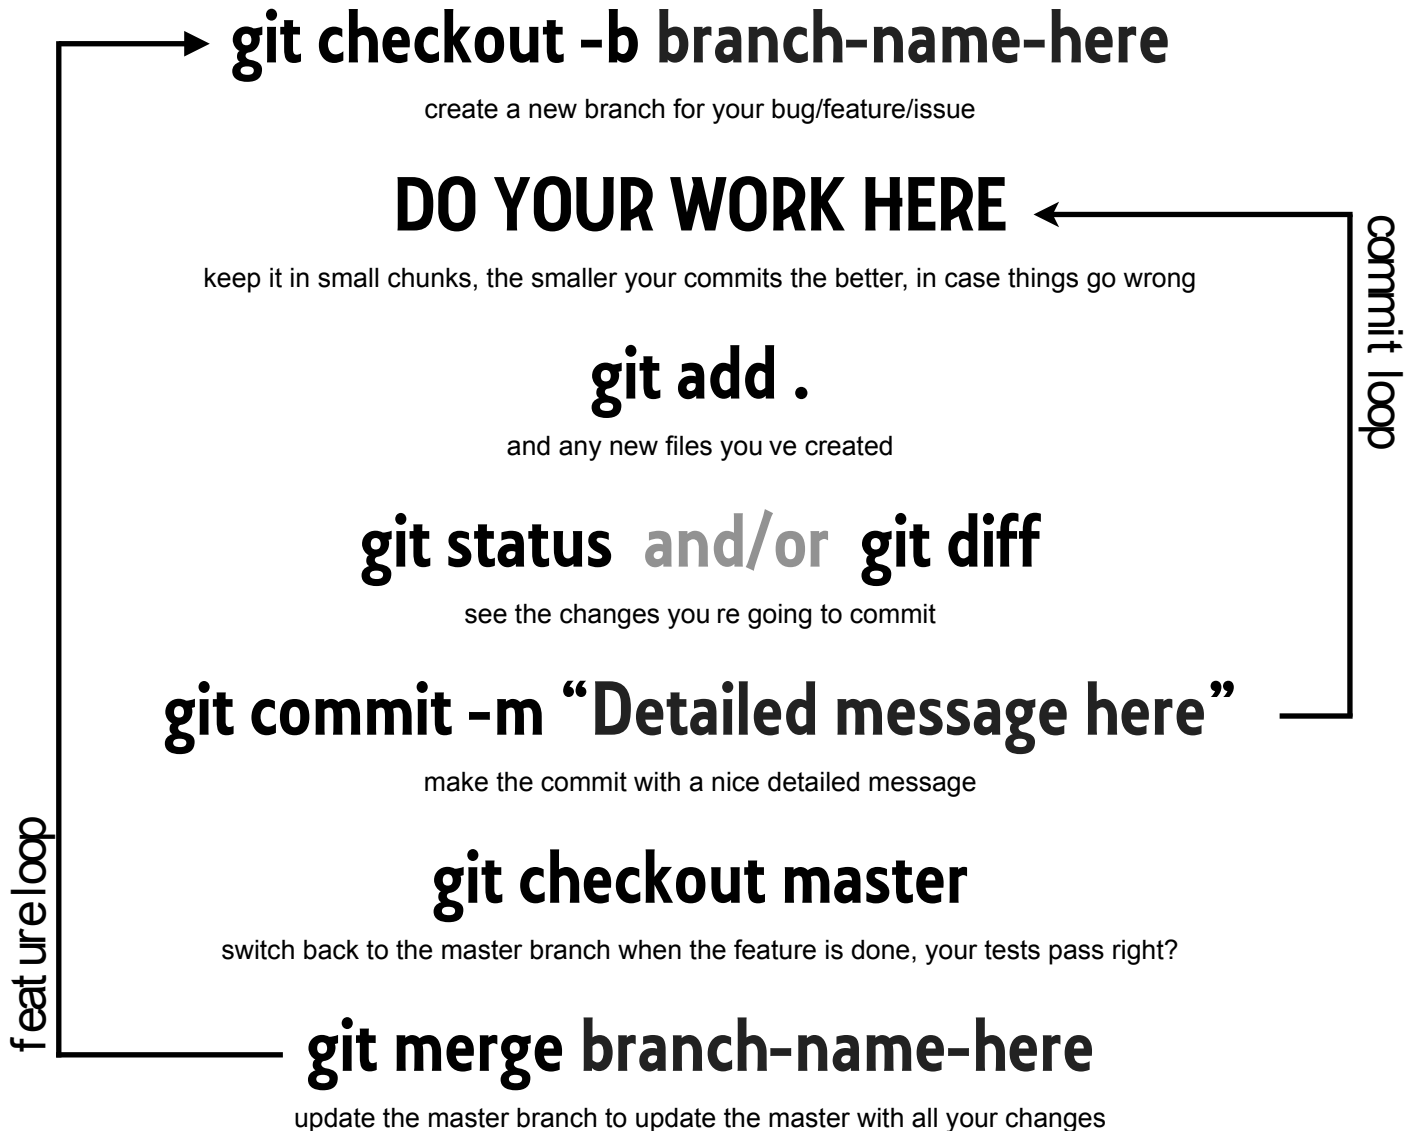 git checkout -b branch-name-here
create a new branch for your bug/feature/issue
DO YOUR WORK HERE
keep it in small chunks, the smaller your commits the better, in case things go wrong
commit loop
git add .
and any new files you ve created
git status and/or git diff
see the changes you re going to commit
git commit -m “Detailed message here”
make the commit with a nice detailed message
feature loop
git checkout master
switch back to the master branch when the feature is done, your tests pass right?
git merge branch-name-here
update the master branch to update the master with all your changes